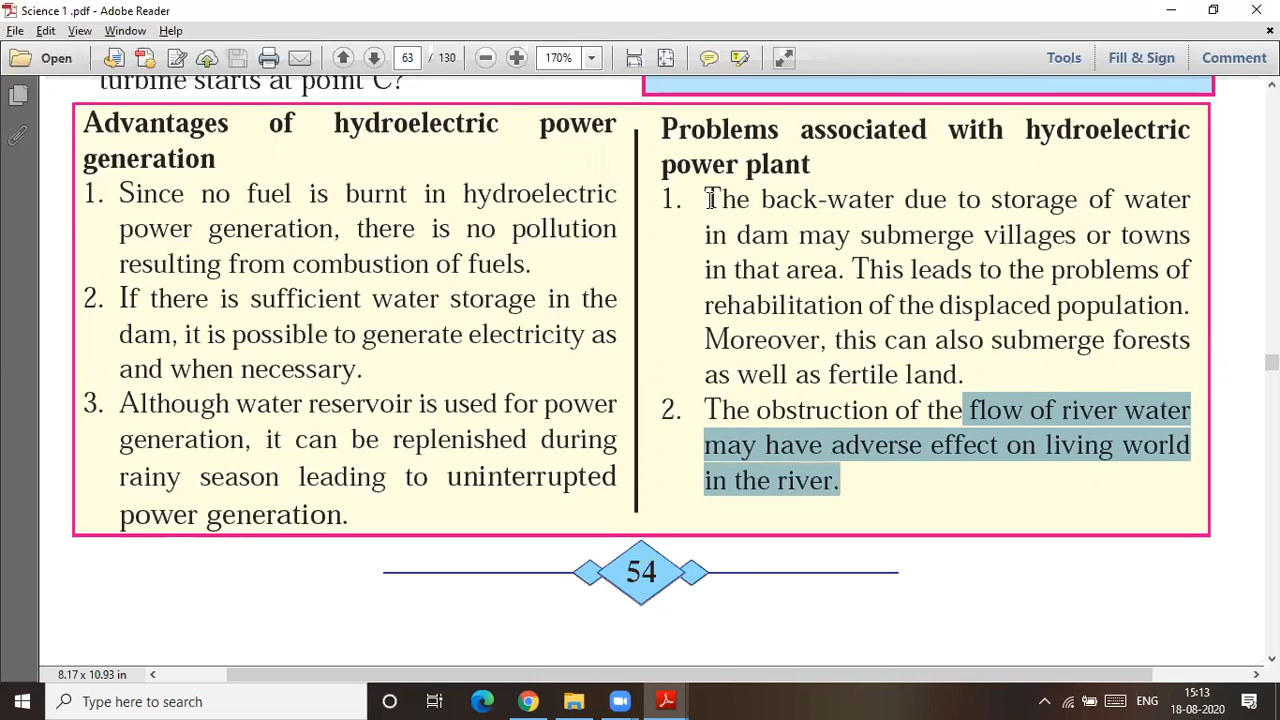 Science 1 .pdf - Adobe Reader
File Edit View Window Help
Open 63 / 130 170% Tools Fill & Sign Comment
turbine starts at point C?
Advantages of hydroelectric power
generation
1. Since no fuel is burnt in hydroelectric
power generation, there is no pollution
resulting from combustion of fuels.
2. If there is sufficient water storage in the
dam, it is possible to generate electricity as
and when necessary.
3. Although water reservoir is used for power
generation, it can be replenished during
rainy season leading to uninterrupted
power generation.
Problems associated with hydroelectric
power plant
1. The back-water due to storage of water
in dam may submerge villages or towns
in that area. This leads to the problems of
rehabilitation of the displaced population.
Moreover, this can also submerge forests
as well as fertile land.
2. The obstruction of the flow of river water
may have adverse effect on living world
in the river.
54
8.17 x 10.93 in
Type here to search
ENG
15:13
18-08-2020